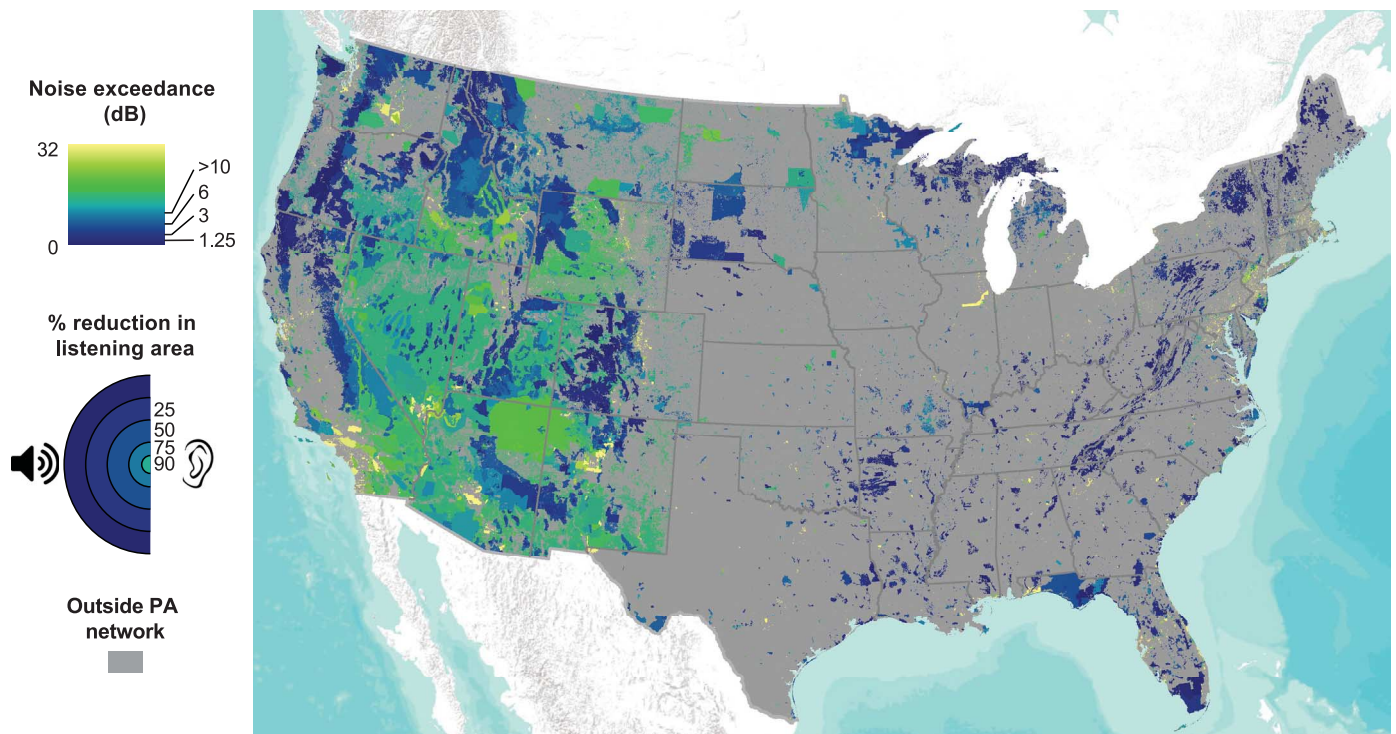 Noise exceedance
(dB)
32
>10
6
3
1.25
0
% reduction in
listening area
25
50
75
90
Outside PA
network